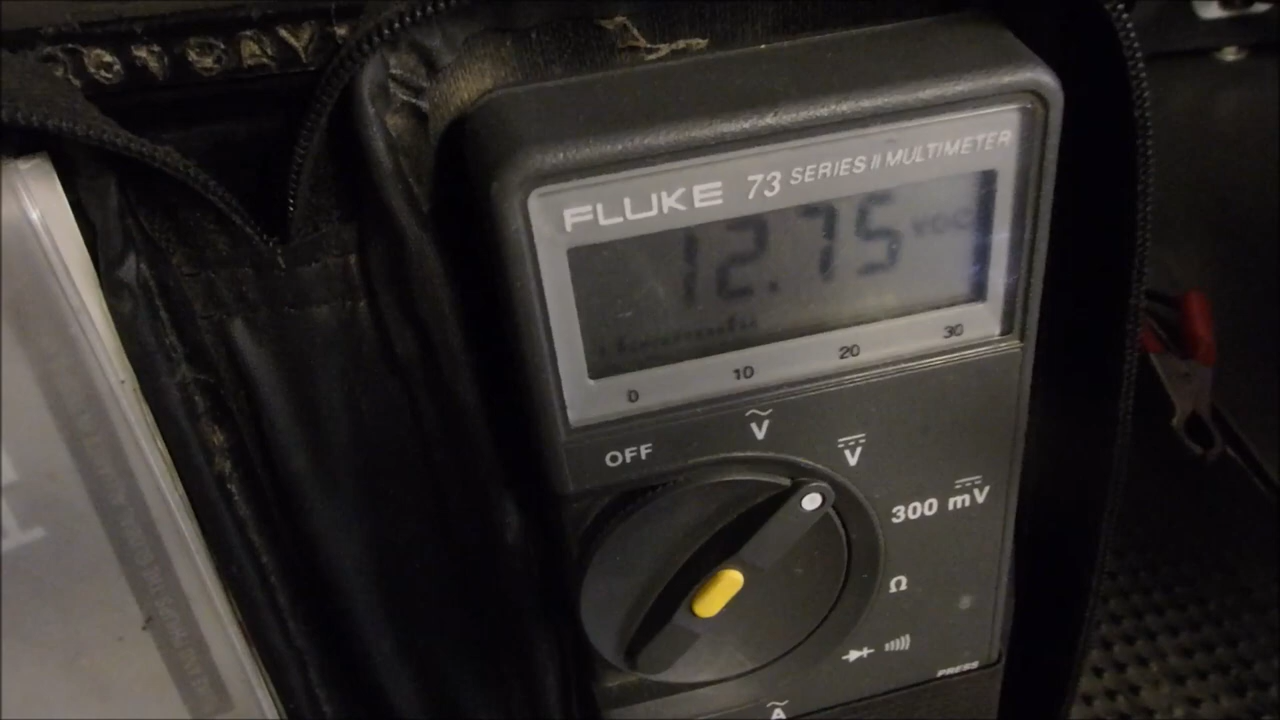 FLUKE 73 SERIES II MULTIMETER
12.75 VDC
0 10 20 30
OFF
V
V
300 mV
Ω
PRESS
A